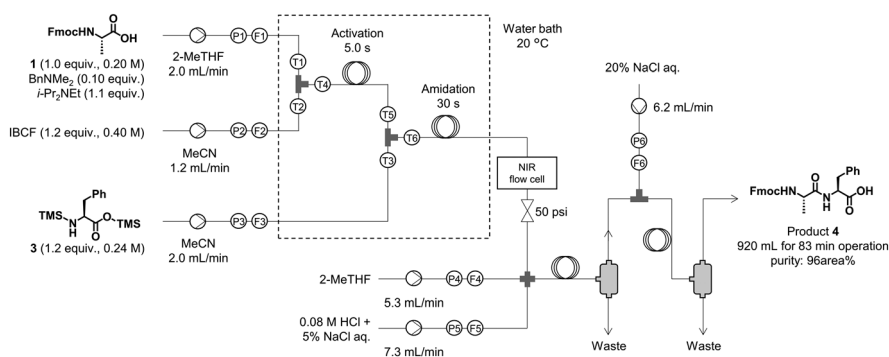 FmocHN
O
OH
1 (1.0 equiv., 0.20 M)
BnNMe2 (0.10 equiv.)
i-Pr2NEt (1.1 equiv.)
P1
F1
2-MeTHF
2.0 mL/min
T1
Activation
5.0 s
Water bath
20 °C
T4
T2
IBCF (1.2 equiv., 0.40 M)
P2
F2
MeCN
1.2 mL/min
Amidation
30 s
T5
T6
T3
20% NaCl aq.
6.2 mL/min
P6
F6
NIR
flow cell
50 psi
Ph
TMS
N
H
O
O
TMS
3 (1.2 equiv., 0.24 M)
P3
F3
MeCN
2.0 mL/min
FmocHN
O
N
H
Ph
O
OH
Product 4
920 mL for 83 min operation
purity: 96area%
2-MeTHF
P4
F4
5.3 mL/min
0.08 M HCl +
5% NaCl aq.
P5
F5
7.3 mL/min
Waste
Waste